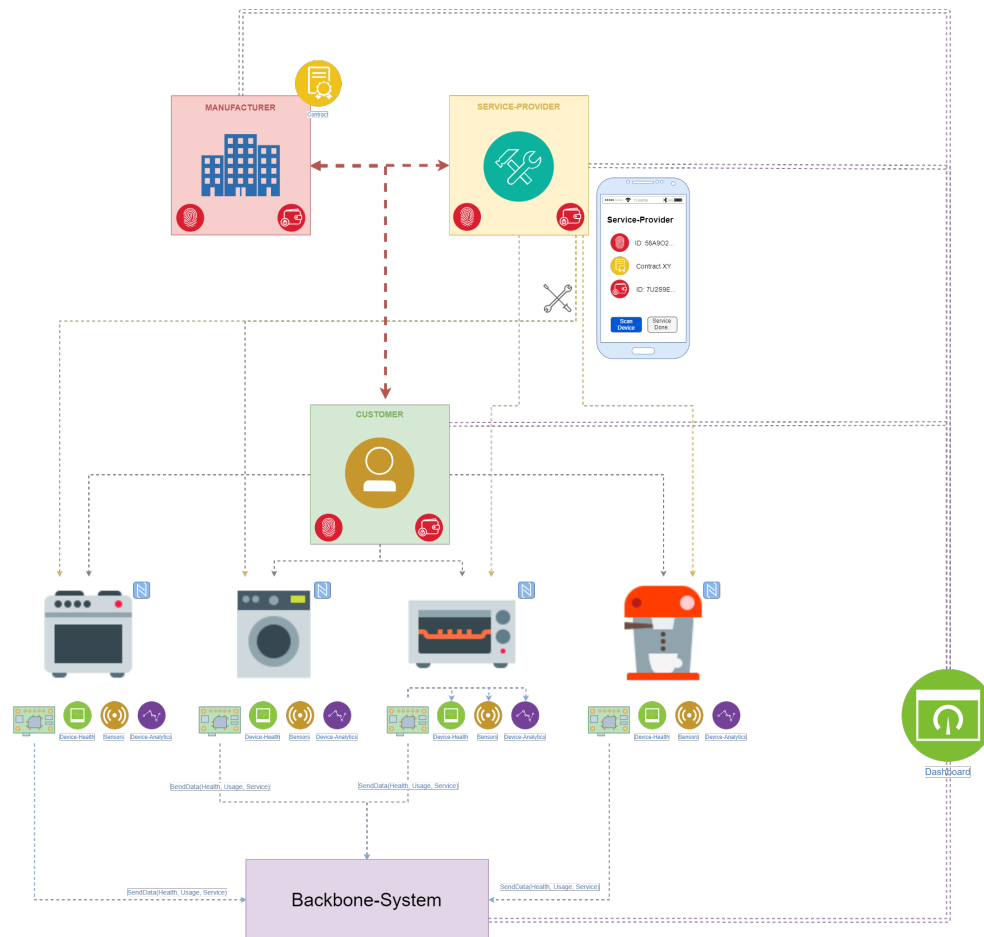 MANUFACTURER
Contract
SERVICE-PROVIDER
Service-Provider
ID: 56A9O2...
Contract XY
ID: 7U2S9E...
Scan
Device
Service
Done.
CUSTOMER
Device-Health
Sensors
Device-Analytics
Device-Health
Sensors
Device-Analytics
Device-Health
Sensors
Device-Analytics
Device-Health
Sensors
Device-Analytics
Dashboard
SendData(Health, Usage, Service)
SendData(Health, Usage, Service)
SendData(Health, Usage, Service)
SendData(Health, Usage, Service)
Backbone-System